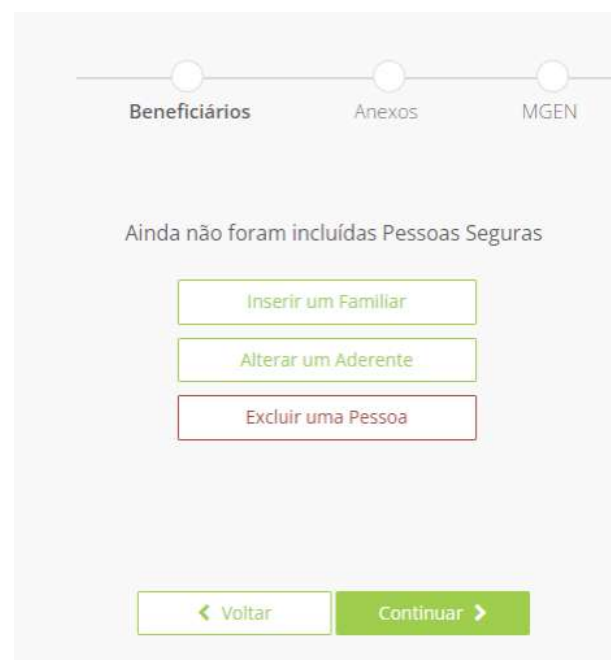 Beneficiários Anexos MGEN
Ainda não foram incluídas Pessoas Seguras
Inserir um Familiar
Alterar um Aderente
Excluir uma Pessoa
Voltar Continuar